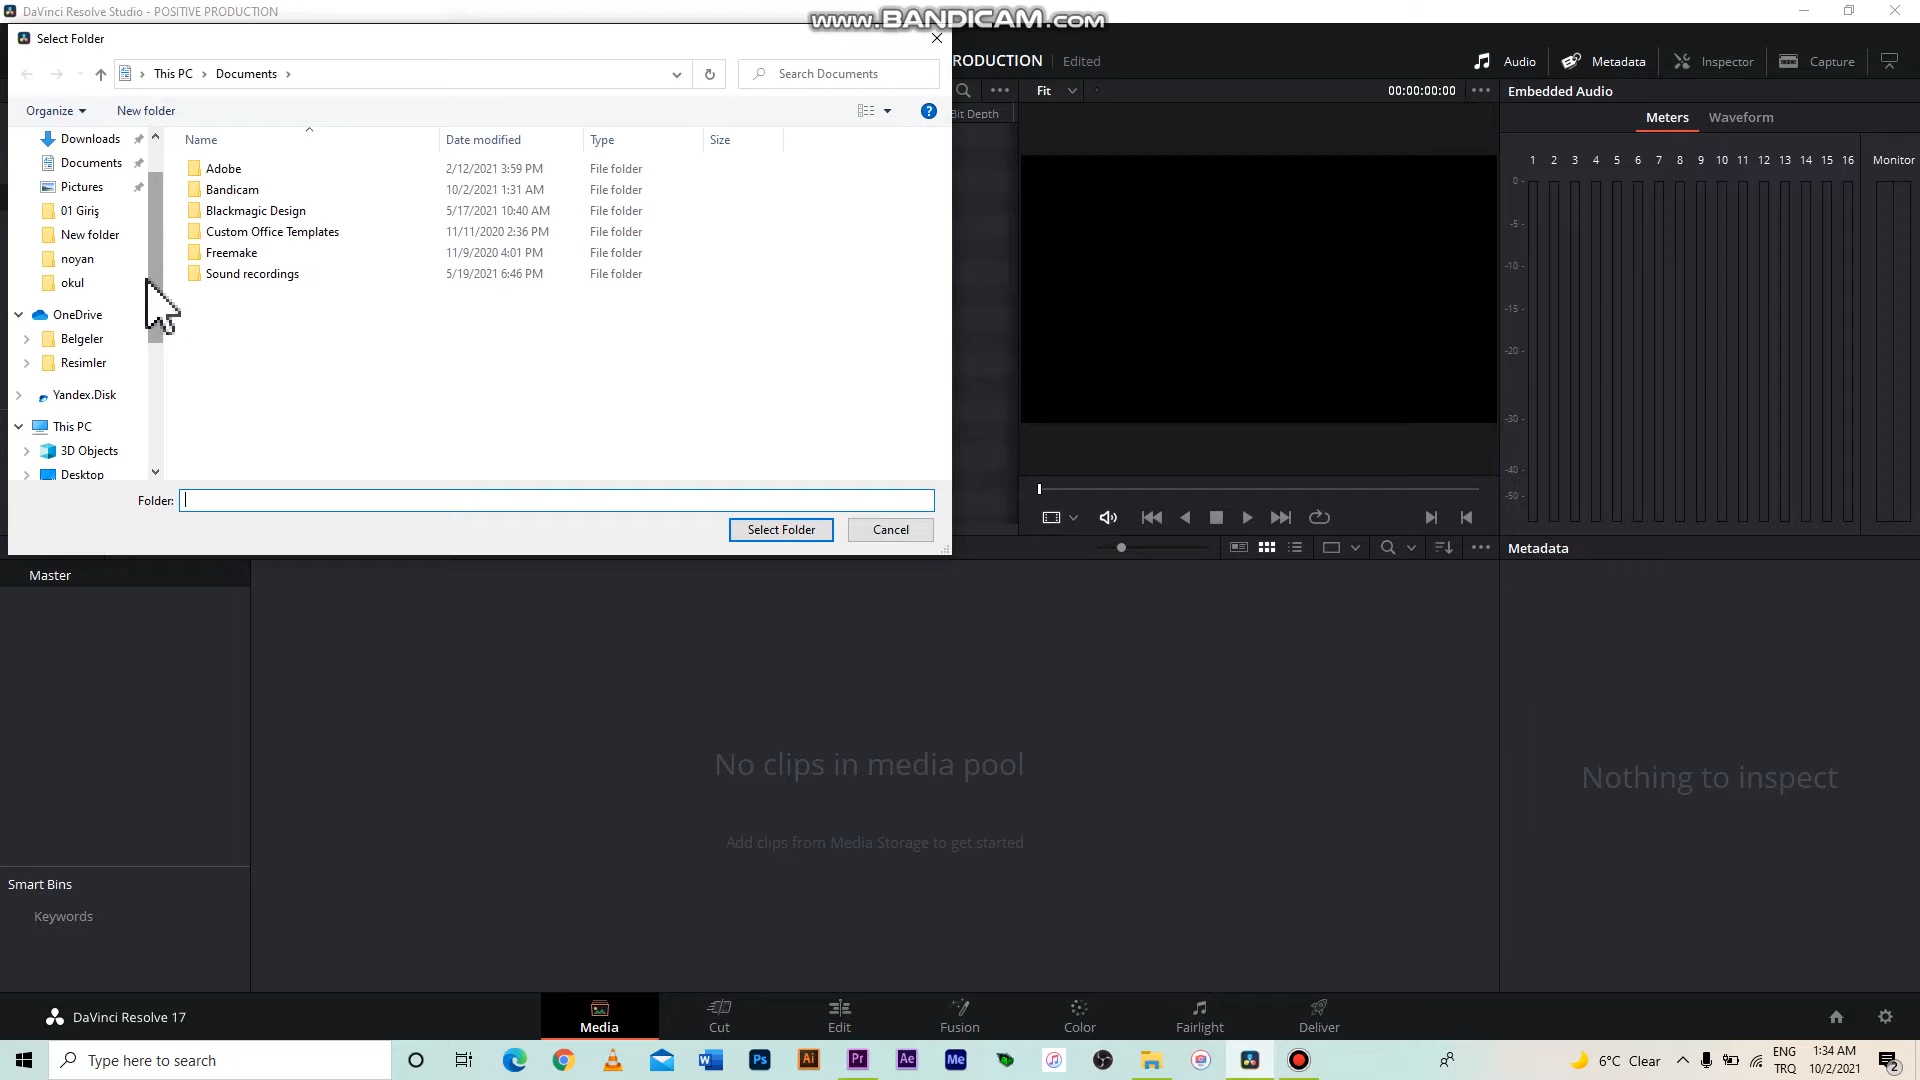 DaVinci Resolve Studio - POSITIVE PRODUCTION
www.BANDICAM.com
Select Folder
This PC
Documents
Search Documents
RODUCTION
Edited
Audio
Metadata
Inspector
Capture
Organize
New folder
Fit
00:00:00:00
Embedded Audio
Bit Depth
Meters
Waveform
Name
Date modified
Type
Size
Downloads
Documents
Pictures
01 Giriş
New folder
noyan
okul
OneDrive
Belgeler
Resimler
Yandex.Disk
This PC
3D Objects
Desktop
Adobe 2/12/2021 3:59 PM File folder
Bandicam 10/2/2021 1:31 AM File folder
Blackmagic Design 5/17/2021 10:40 AM File folder
Custom Office Templates 11/11/2020 2:36 PM File folder
Freemake 11/9/2020 4:01 PM File folder
Sound recordings 5/19/2021 6:46 PM File folder
1 2 3 4 5 6 7 8 9 10 11 12 13 14 15 16 Monitor
0 -
-5 -
-10 -
-15 -
-20 -
-30 -
-40 -
-50 -
Folder:
Select Folder
Cancel
Metadata
Master
No clips in media pool
Add clips from Media Storage to get started
Nothing to inspect
Smart Bins
Keywords
DaVinci Resolve 17
Media
Cut
Edit
Fusion
Color
Fairlight
Deliver
Type here to search
W
Ps
Ai
Pr
Ae
Me
6°C Clear
ENG
TRQ
1:34 AM
10/2/2021
2